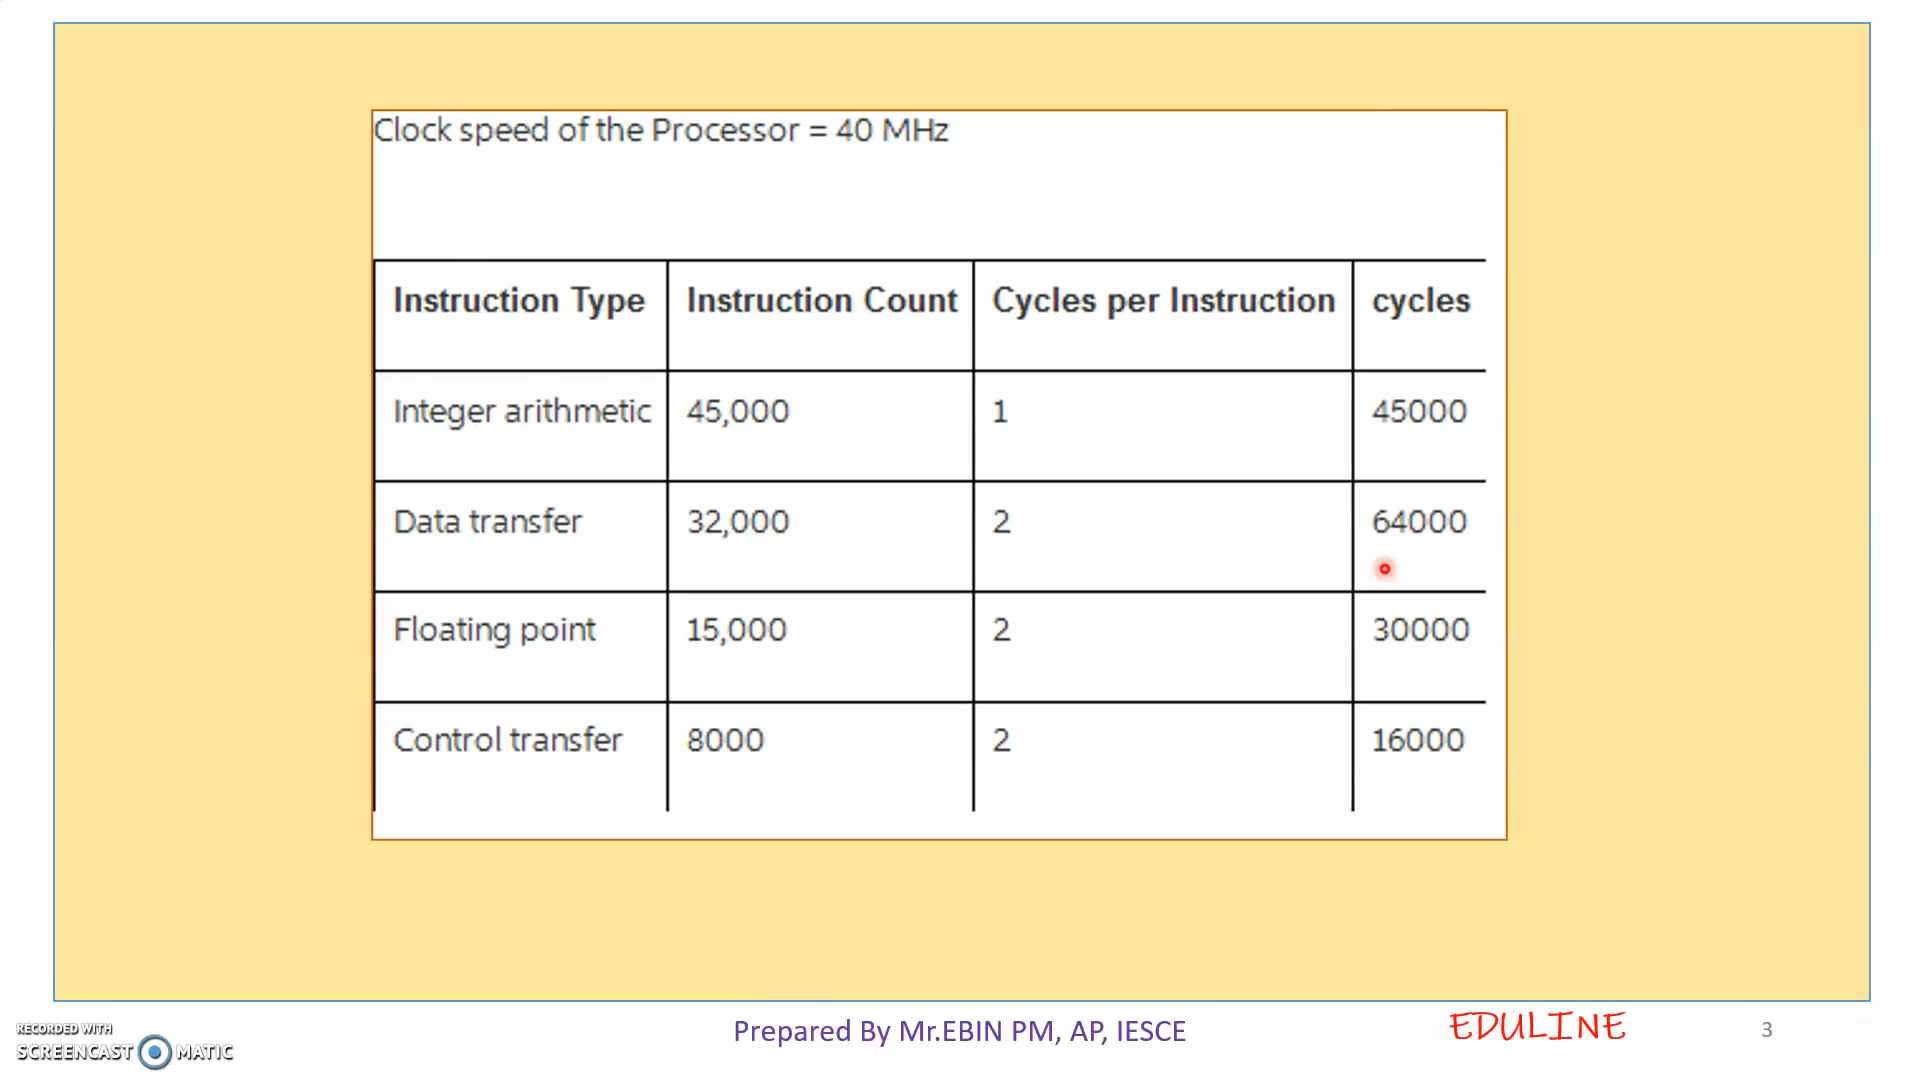 Clock speed of the Processor = 40 MHz
Instruction Type Instruction Count Cycles per Instruction cycles
Integer arithmetic 45,000 1 45000
Data transfer 32,000 2 64000
Floating point 15,000 2 30000
Control transfer 8000 2 16000
RECORDED WITH
SCREENCAST MATIC
Prepared By Mr.EBIN PM, AP, IESCE
EDULINE
3